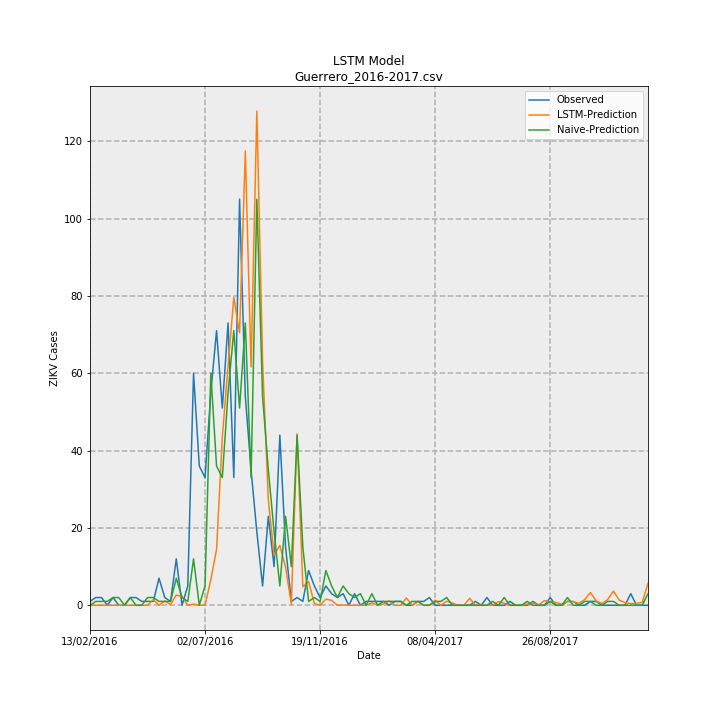 LSTM Model
Guerrero_2016-2017.csv
Observed
LSTM-Prediction
Naive-Prediction
ZIKV Cases
120
100
80
60
40
20
0
13/02/2016
02/07/2016
19/11/2016
08/04/2017
26/08/2017
Date